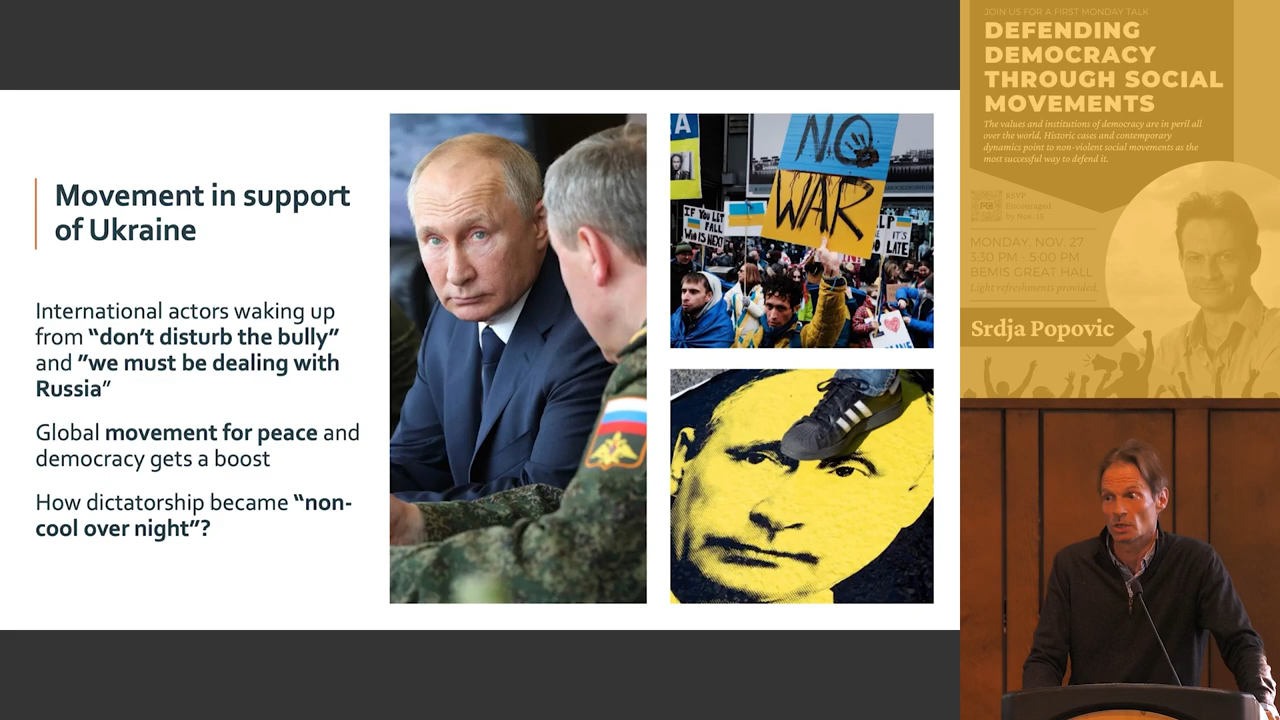 Movement in support
of Ukraine
International actors waking up
from “don’t disturb the bully”
and ”we must be dealing with
Russia”
Global movement for peace and
democracy gets a boost
How dictatorship became “non-
cool over night”?
A
NO
WAR
IF YOU LET
FALL
WHO IS NEXT
IT'S
LATE
JOIN US FOR A FIRST MONDAY TALK
DEFENDING
DEMOCRACY
THROUGH SOCIAL
MOVEMENTS
The values and institutions of democracy are in peril all
over the world. Historic cases and contemporary
dynamics point to non-violent social movements as the
most successful way to defend it.
RSVP
Encouraged
by Nov. 15
MONDAY, NOV. 27
3:30 PM - 5:00 PM
BEMIS GREAT HALL
Light refreshments provided.
Srdja Popovic